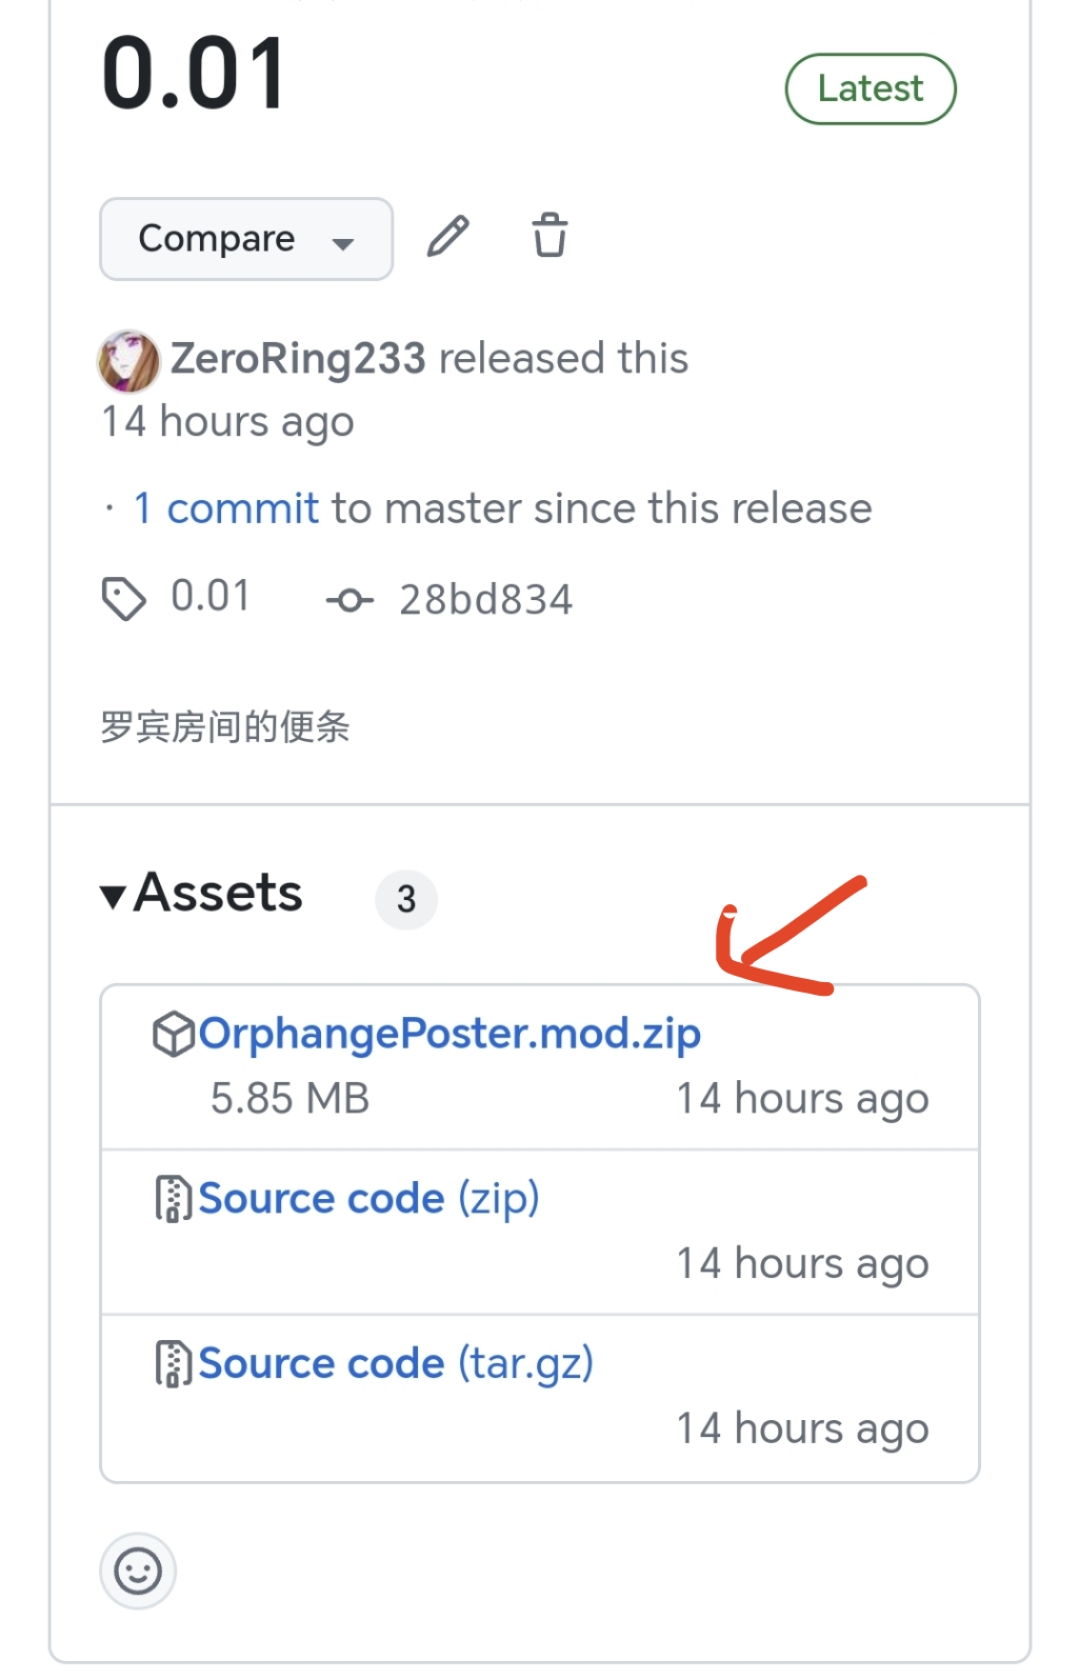 0.01
Latest
Compare
ZeroRing233 released this
14 hours ago
· 1 commit to master since this release
0.01 28bd834
罗宾房间的便条
Assets 3
OrphangePoster.mod.zip
5.85 MB 14 hours ago
Source code (zip)
14 hours ago
Source code (tar.gz)
14 hours ago